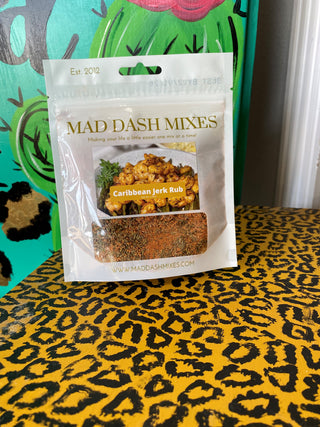 Est. 2012
MAD DASH MIXES
Making your life a little easier one mix at a time!
Caribbean Jerk Rub
WWW.MADDASHMIXES.COM